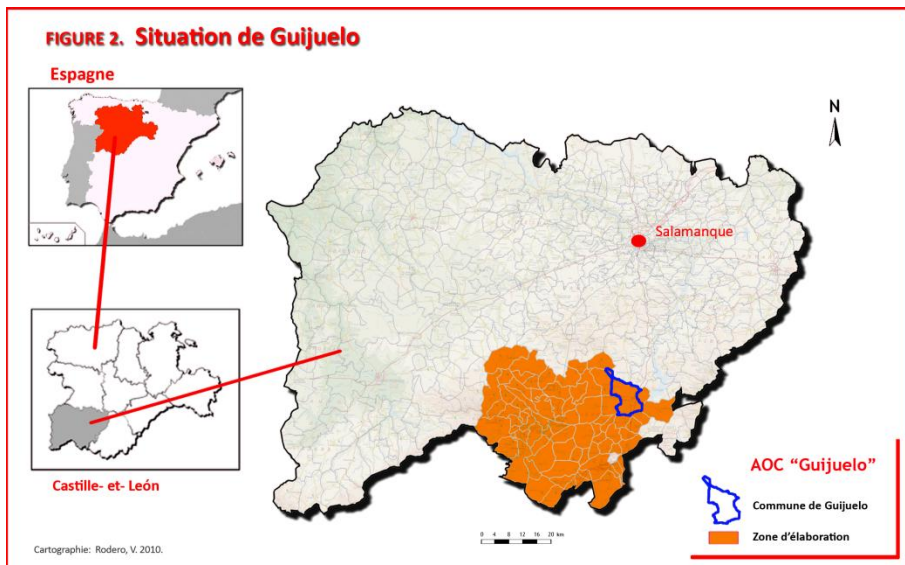 FIGURE 2. Situation de Guijuelo
Espagne
N
Salamanque
Castille- et- León
AOC “Guijuelo”
Commune de Guijuelo
Zone d'élaboration
0 4 8 12 16 20 km
Cartographie: Rodero, V. 2010.